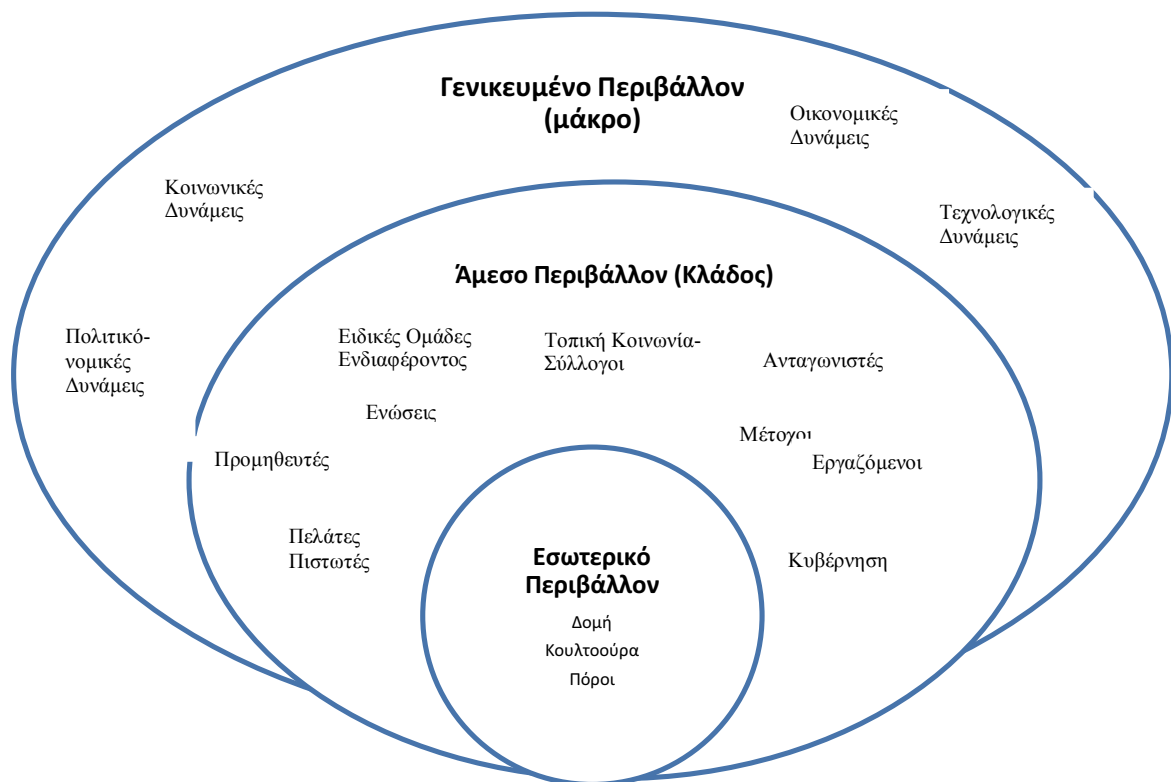 Γενικευμένο Περιβάλλον
(μάκρο)
Οικονομικές
Δυνάμεις
Κοινωνικές
Δυνάμεις
Τεχνολογικές
Δυνάμεις
Άμεσο Περιβάλλον (Κλάδος)
Πολιτικό-
νομικές
Δυνάμεις
Ειδικές Ομάδες
Ενδιαφέροντος
Τοπική Κοινωνία-
Σύλλογοι
Ανταγωνιστές
Ενώσεις
Μέτοχοι
Προμηθευτές
Εργαζόμενοι
Πελάτες
Πιστωτές
Κυβέρνηση
Εσωτερικό
Περιβάλλον
Δομή
Κουλτοούρα
Πόροι